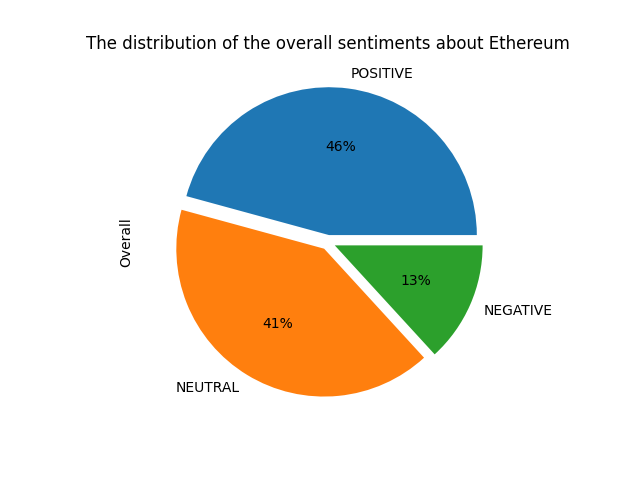 The distribution of the overall sentiments about Ethereum
POSITIVE
46%
Overall
13%
NEGATIVE
41%
NEUTRAL